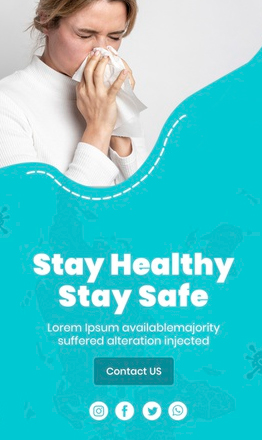 Stay Healthy
Stay Safe
Lorem Ipsum availablemajority
suffered alteration injected
Contact US